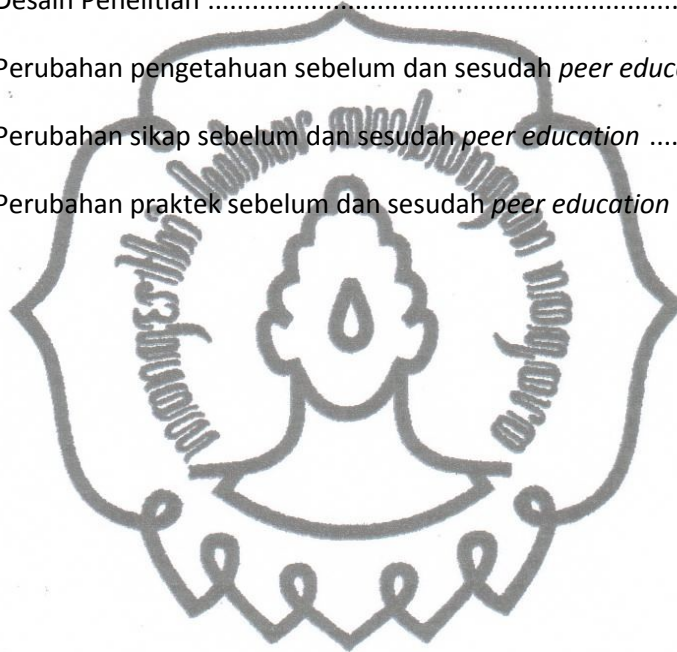 Desain Penelitian .................................................................
Perubahan pengetahuan sebelum dan sesudah peer educa
Perubahan sikap sebelum dan sesudah peer education ....
Perubahan praktek sebelum dan sesudah peer education